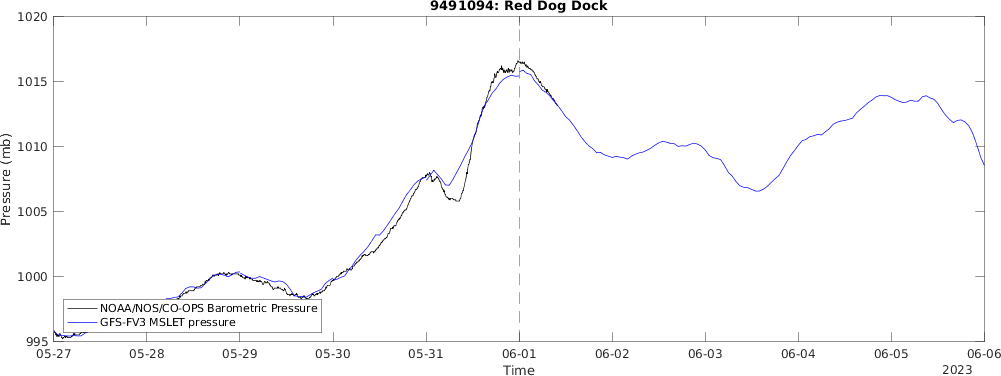 9491094: Red Dog Dock
Pressure (mb)
1020
1015
1010
1005
1000
995
NOAA/NOS/CO-OPS Barometric Pressure
GFS-FV3 MSLET pressure
05-27 05-28 05-29 05-30 05-31 06-01 06-02 06-03 06-04 06-05 06-06
Time
2023